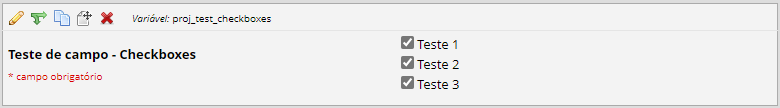 Variável: proj_test_checkboxes
Teste de campo - Checkboxes
* campo obrigatório
Teste 1
Teste 2
Teste 3